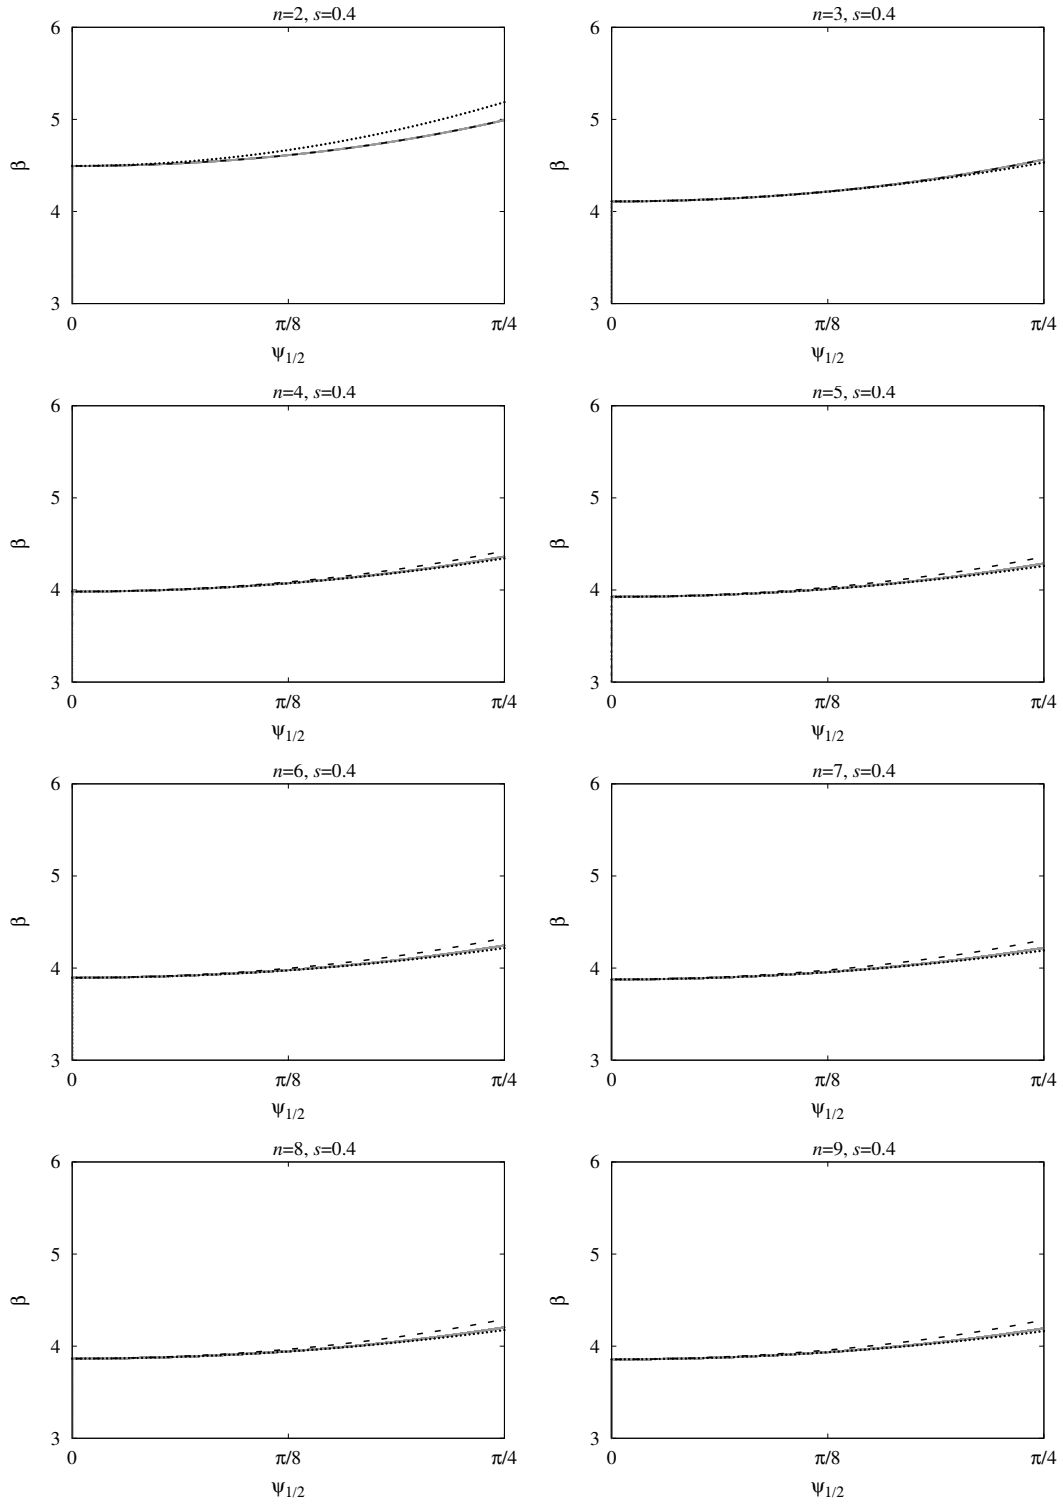 n=2, s=0.4
6
5
β
4
3
0 π/8 π/4
ψ1/2
n=3, s=0.4
6
5
β
4
3
0 π/8 π/4
ψ1/2
n=4, s=0.4
6
5
β
4
3
0 π/8 π/4
ψ1/2
n=5, s=0.4
6
5
β
4
3
0 π/8 π/4
ψ1/2
n=6, s=0.4
6
5
β
4
3
0 π/8 π/4
ψ1/2
n=7, s=0.4
6
5
β
4
3
0 π/8 π/4
ψ1/2
n=8, s=0.4
6
5
β
4
3
0 π/8 π/4
ψ1/2
n=9, s=0.4
6
5
β
4
3
0 π/8 π/4
ψ1/2